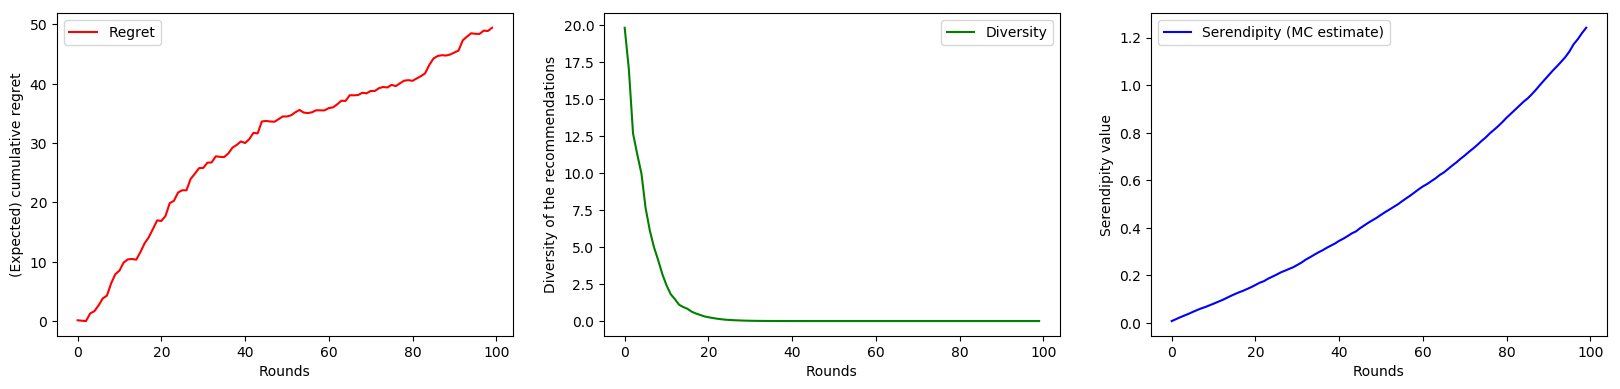 Regret
(Expected) cumulative regret
50
40
30
20
10
0
0 20 40 60 80 100
Rounds
Diversity
Diversity of the recommendations
20.0
17.5
15.0
12.5
10.0
7.5
5.0
2.5
0.0
0 20 40 60 80 100
Rounds
Serendipity (MC estimate)
Serendipity value
1.2
1.0
0.8
0.6
0.4
0.2
0.0
0 20 40 60 80 100
Rounds